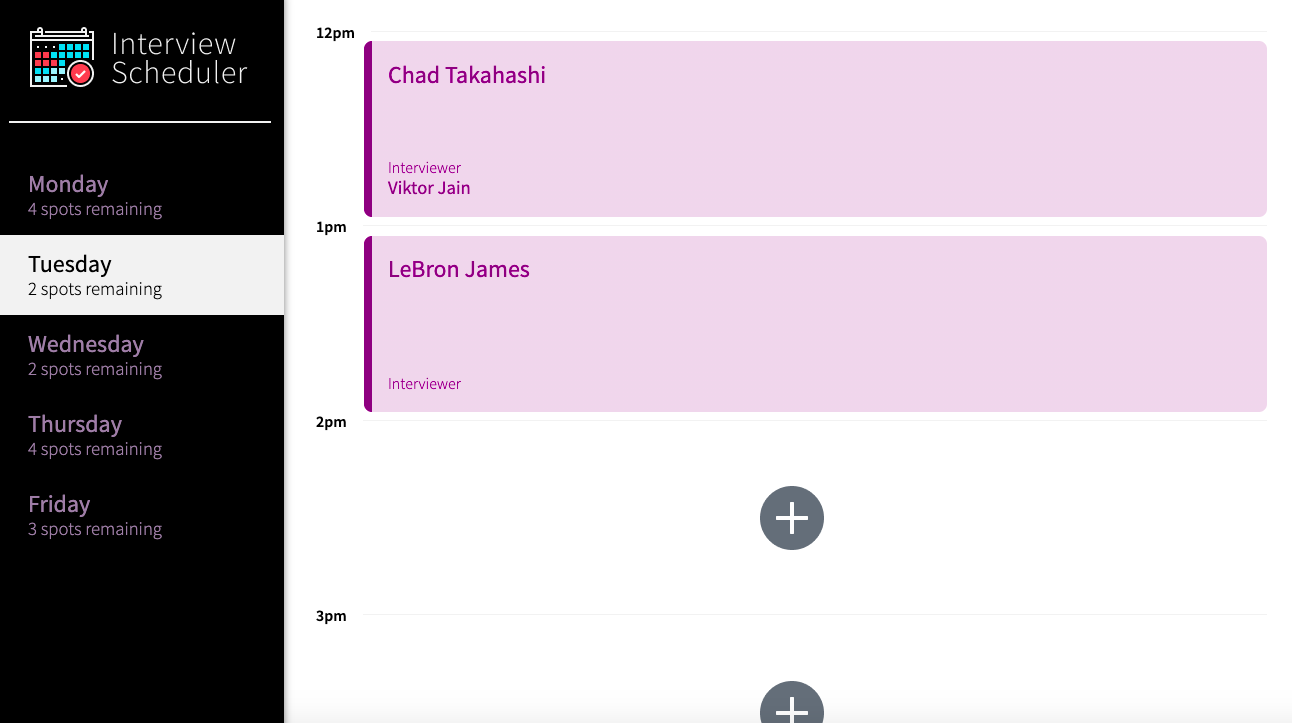 Interview
Scheduler
Monday
4 spots remaining
Tuesday
2 spots remaining
Wednesday
2 spots remaining
Thursday
4 spots remaining
Friday
3 spots remaining
12pm
Chad Takahashi
Interviewer
Viktor Jain
1pm
LeBron James
Interviewer
2pm
3pm